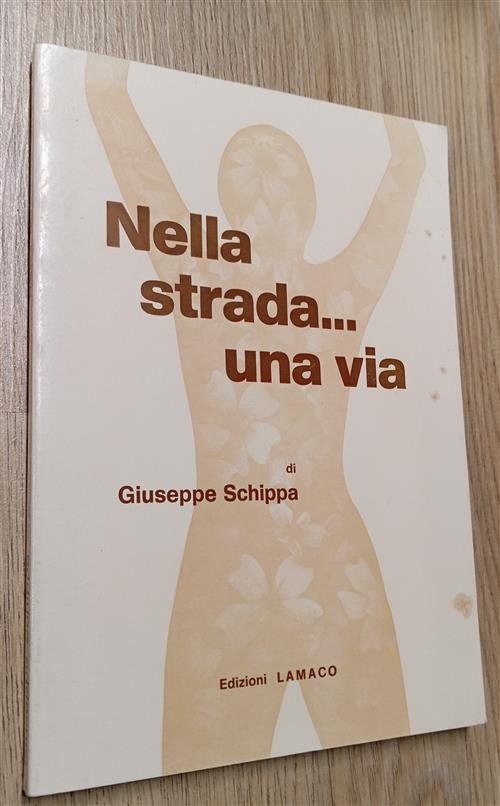 Nella
strada...
una via
di
Giuseppe Schippa
Edizioni LAMACO